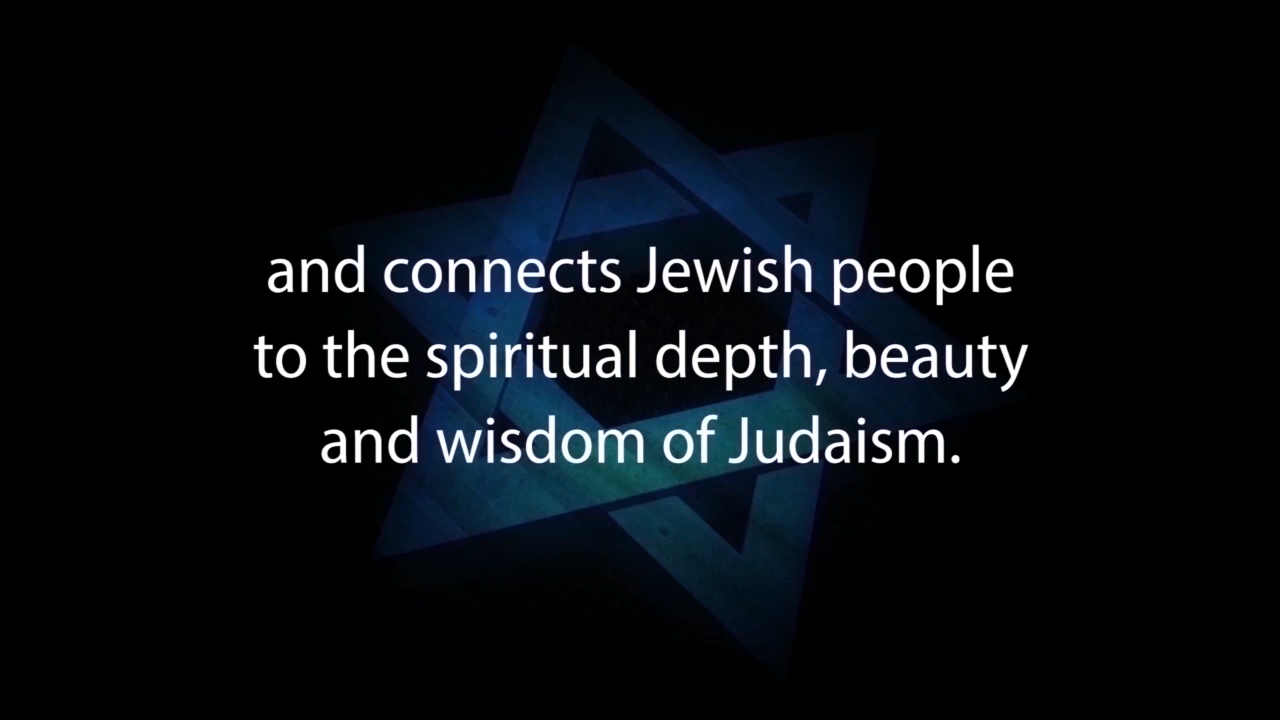 and connects Jewish people
to the spiritual depth, beauty
and wisdom of Judaism.